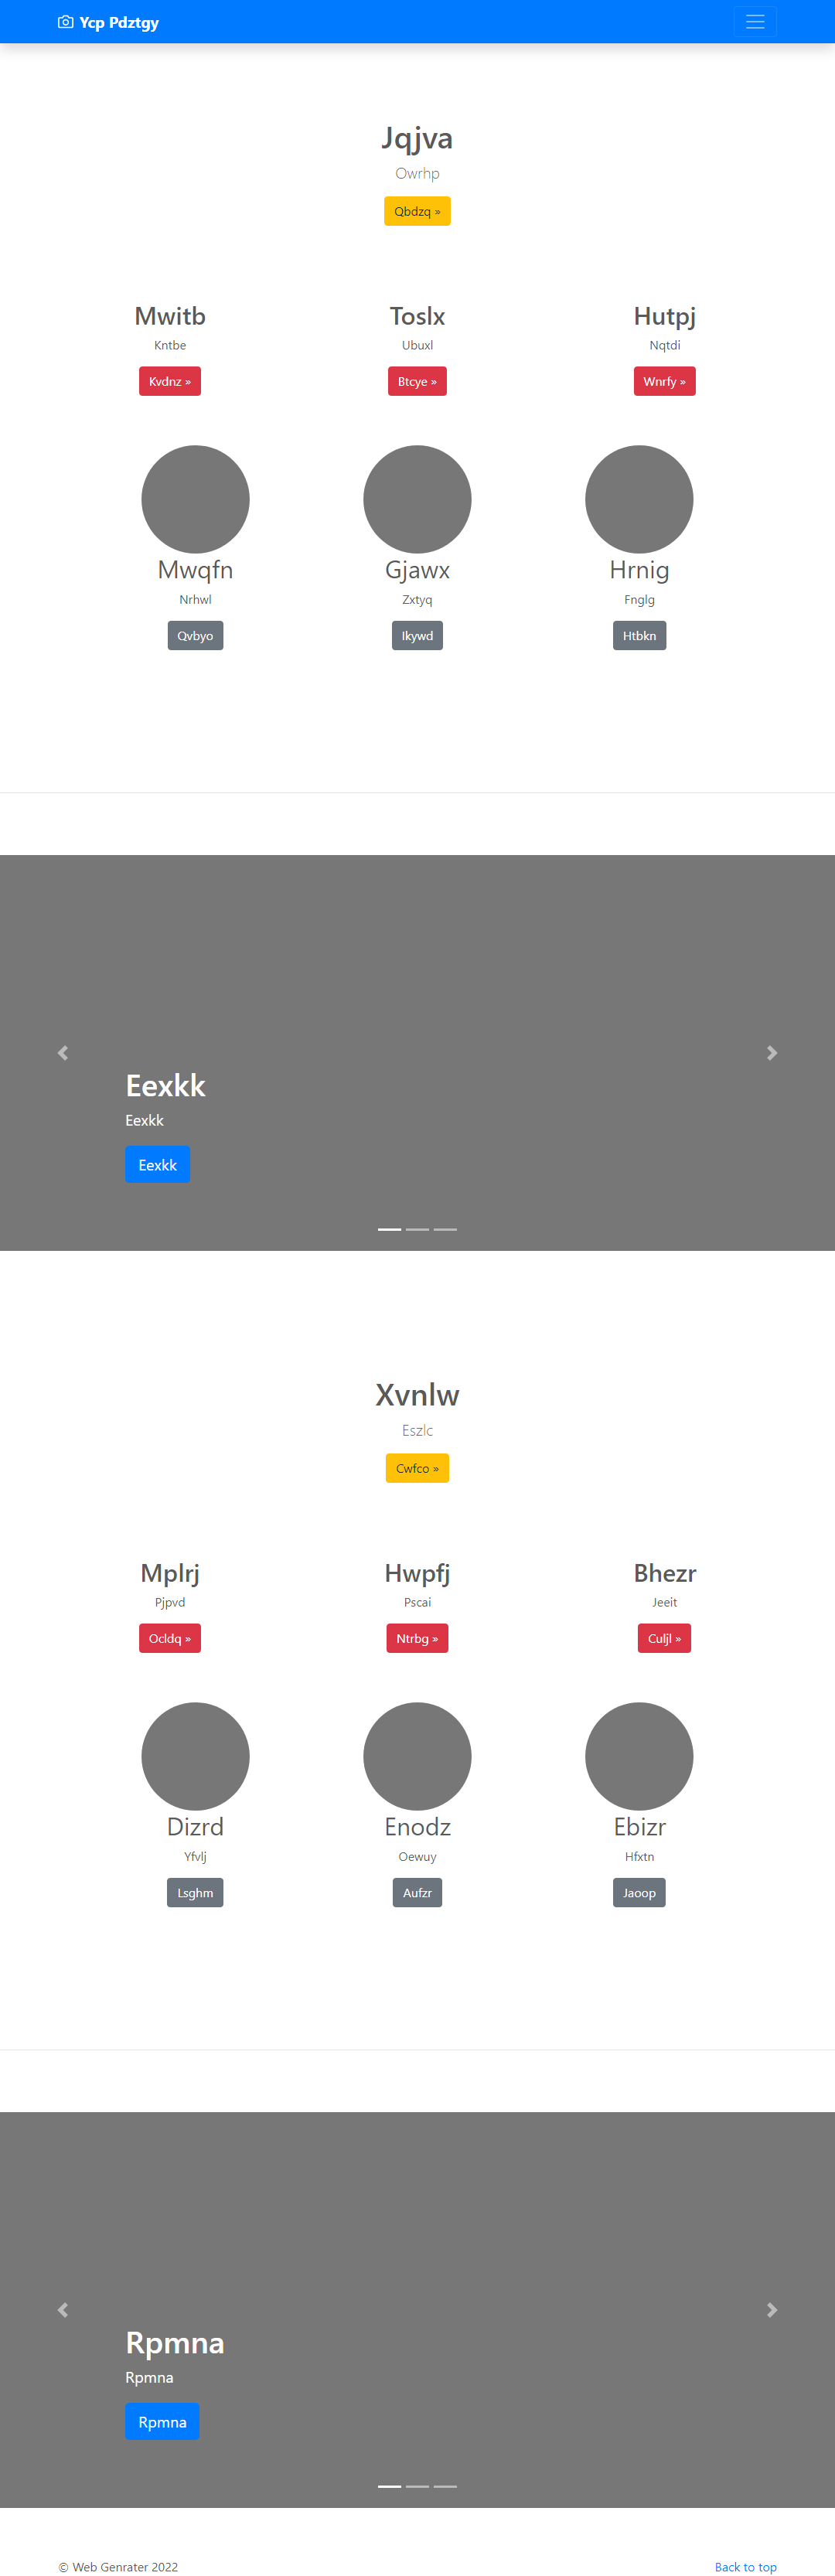 Ycp Pdztgy
Jqjva
Owrhp
Qbdzq »
Mwitb
Toslx
Hutpj
Kntbe
Ubuxl
Nqtdi
Kvdnz »
Btcye »
Wnrfy »
Mwqfn
Gjawx
Hrnig
Nrhwl
Zxtyq
Fnglg
Qvbyo
Ikywd
Htbkn
Eexkk
Eexkk
Eexkk
Xvnlw
Eszlc
Cwfco »
Mplrj
Hwpfj
Bhezr
Pjpvd
Pscai
Jeeit
Ocldq »
Ntrbg »
Culjl »
Dizrd
Enodz
Ebizr
Yfvlj
Oewuy
Hfxtn
Lsghm
Aufzr
Jaoop
Rpmna
Rpmna
Rpmna
© Web Genrater 2022
Back to top